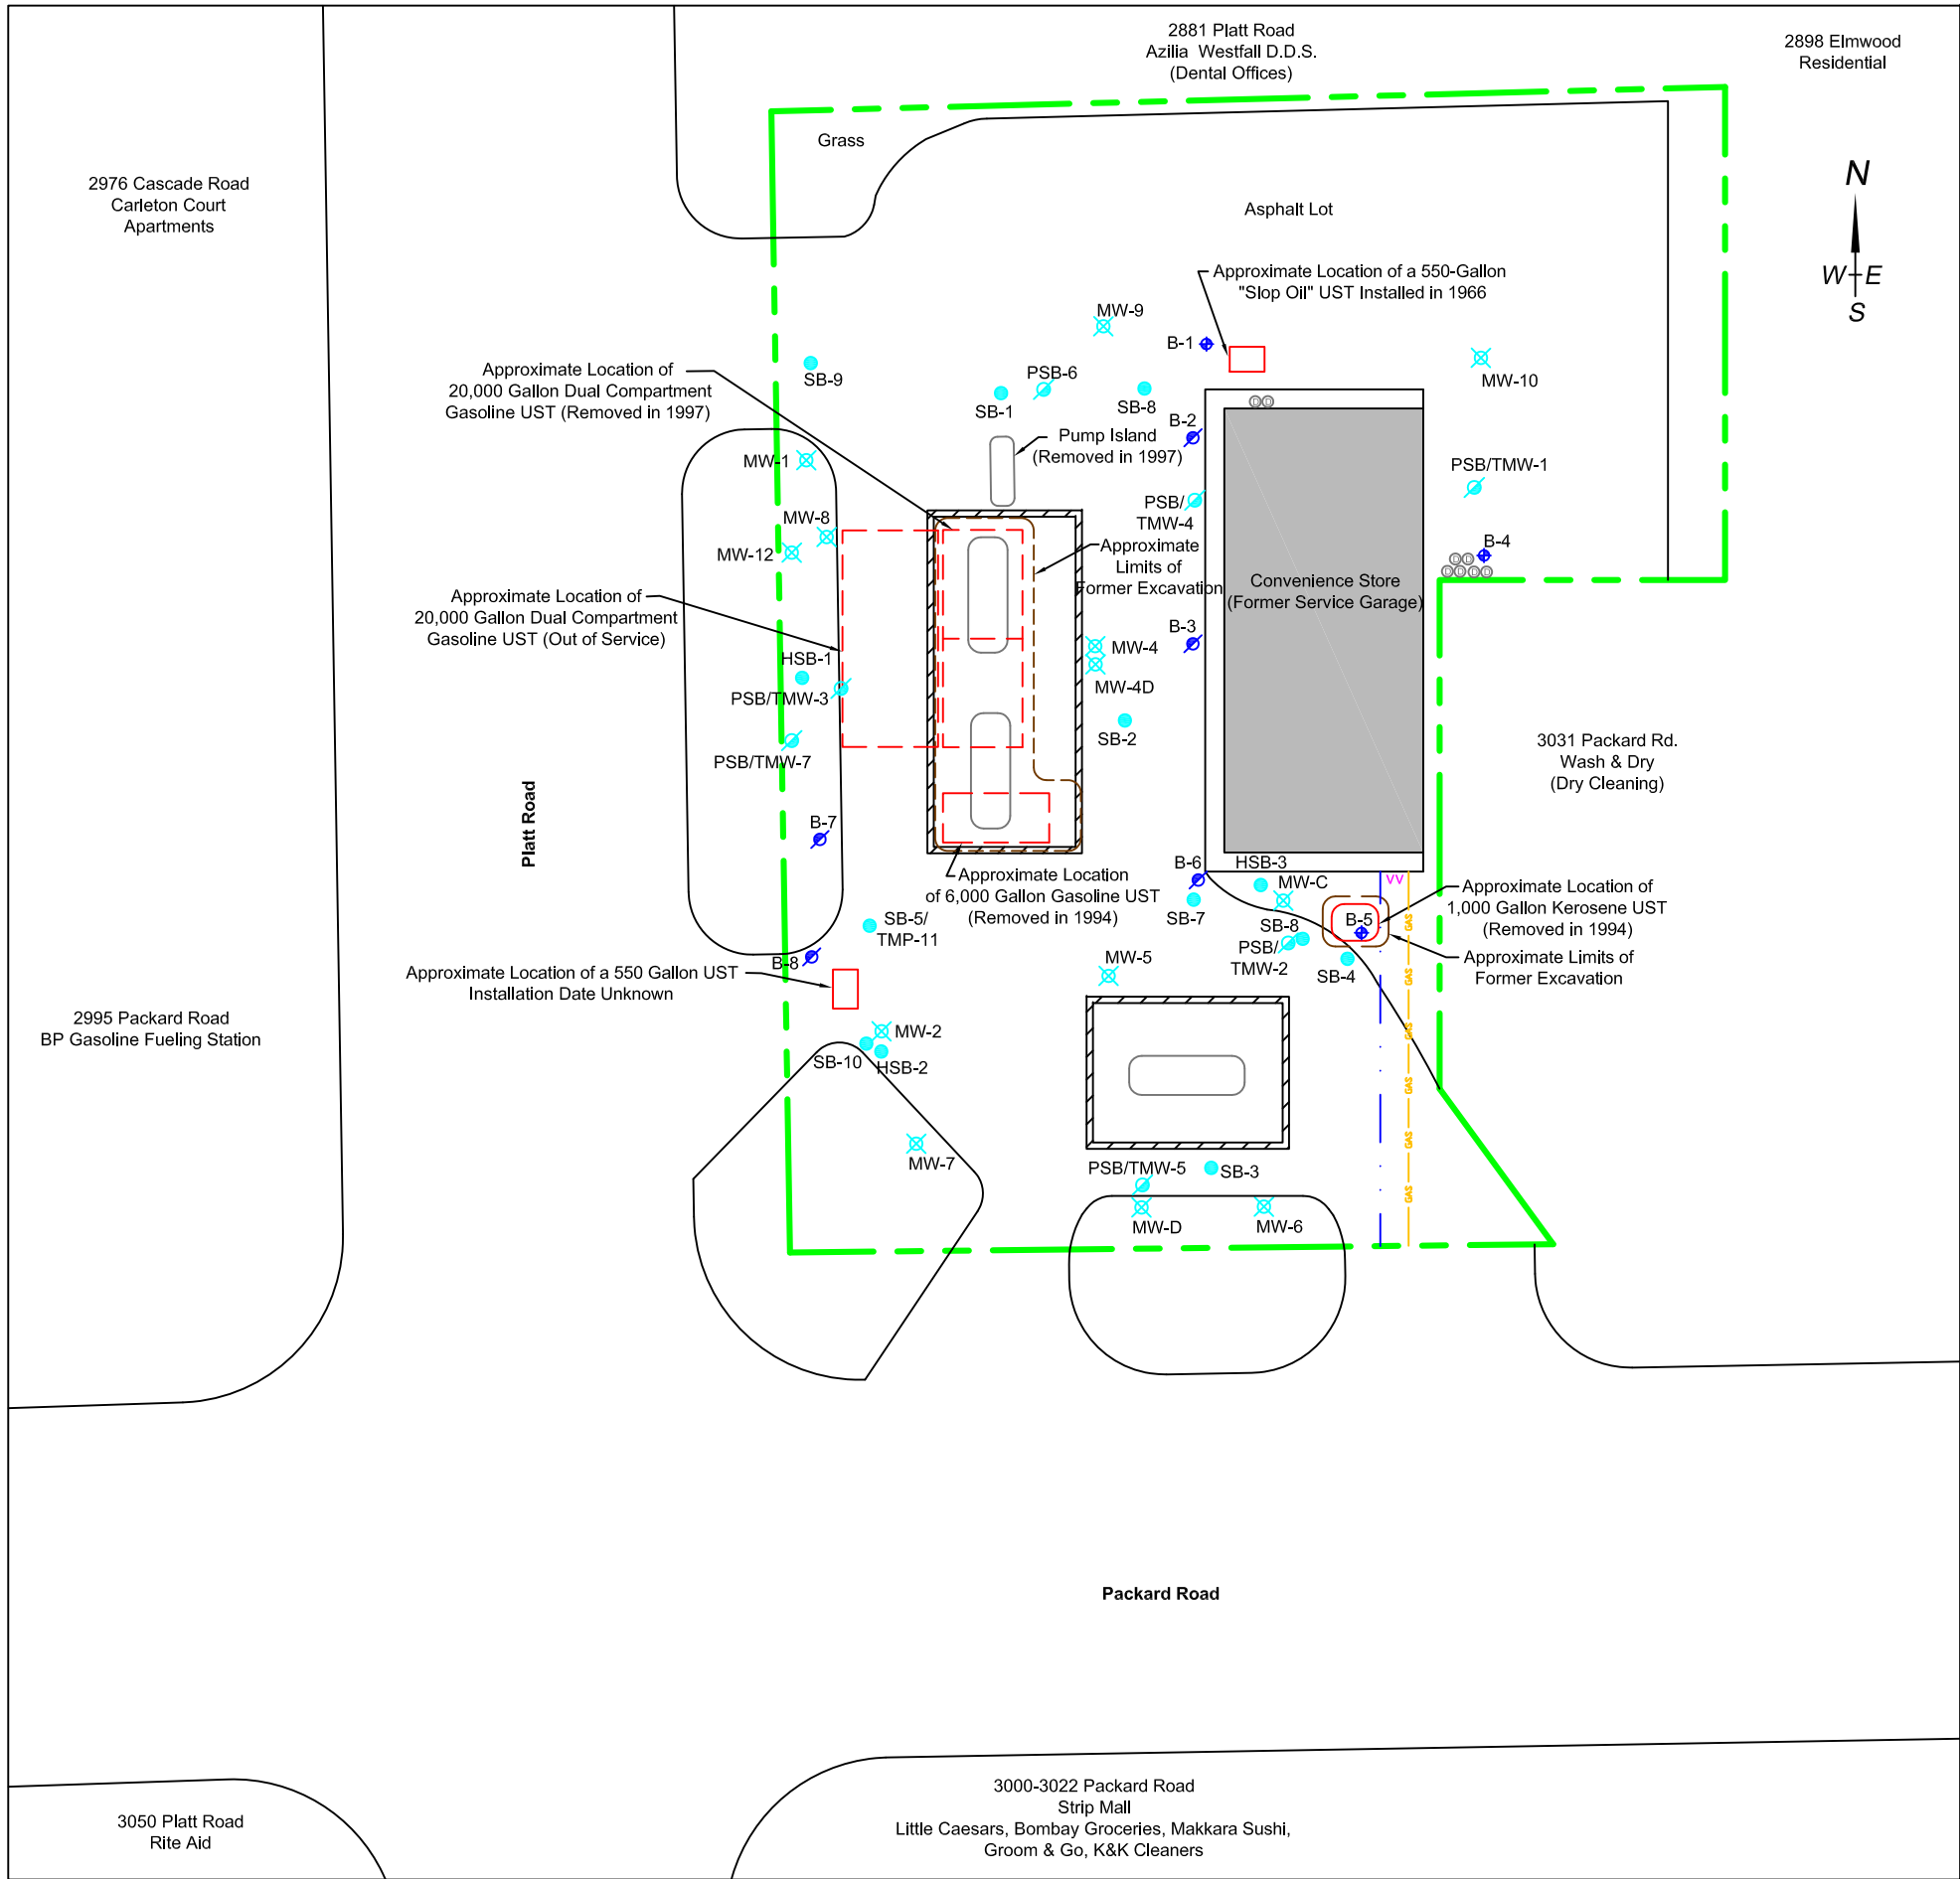 2881 Platt Road
Azilia Westfall D.D.S.
(Dental Offices)
2898 Elmwood
Residential
Grass
2976 Cascade Road
Carleton Court
Apartments
Asphalt Lot
N
W E
S
Approximate Location of a 550-Gallon
"Slop Oil" UST Installed in 1966
MW-9
B-1
MW-10
Approximate Location of
20,000 Gallon Dual Compartment
Gasoline UST (Removed in 1997)
SB-9
PSB-6
SB-1
SB-8
B-2
Pump Island
(Removed in 1997)
MW-1
PSB/TMW-1
PSB/
TMW-4
MW-8
MW-12
B-4
Approximate
Limits of
Former Excavation
D D
D D
D D D D
Convenience Store
(Former Service Garage)
Approximate Location of
20,000 Gallon Dual Compartment
Gasoline UST (Out of Service)
B-3
MW-4
MW-4D
HSB-1
PSB/TMW-3
SB-2
PSB/TMW-7
3031 Packard Rd.
Wash & Dry
(Dry Cleaning)
Platt Road
B-7
B-6
HSB-3
MW-C
VV
Approximate Location
of 6,000 Gallon Gasoline UST
(Removed in 1994)
SB-7
SB-8
B-5
Approximate Location of
1,000 Gallon Kerosene UST
(Removed in 1994)
SB-5/
TMP-11
PSB/
TMW-2
SB-4
Approximate Limits of
Former Excavation
B-8
MW-5
Approximate Location of a 550 Gallon UST
Installation Date Unknown
GAS
GAS
GAS
GAS
GAS
GAS
2995 Packard Road
BP Gasoline Fueling Station
MW-2
SB-10
HSB-2
MW-7
PSB/TMW-5
SB-3
MW-D
MW-6
Packard Road
3000-3022 Packard Road
Strip Mall
Little Caesars, Bombay Groceries, Makkara Sushi,
Groom & Go, K&K Cleaners
3050 Platt Road
Rite Aid